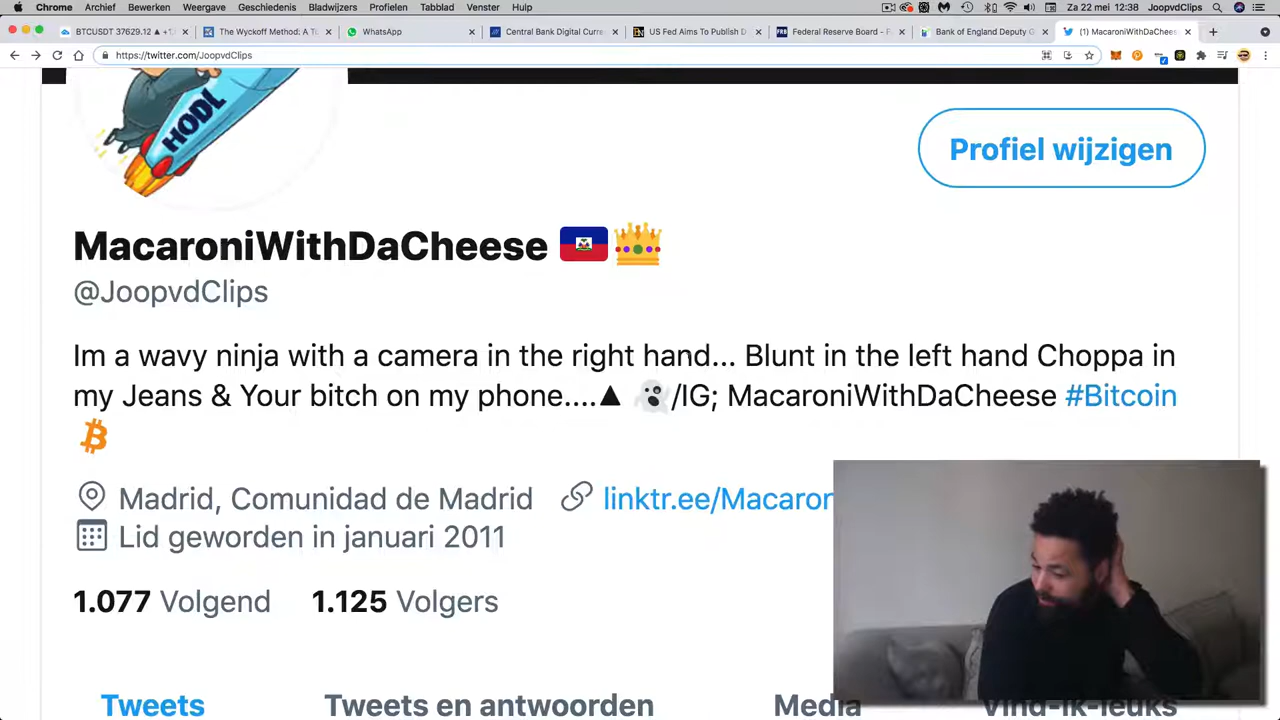 Chrome Archief Bewerken Weergave Geschiedenis Bladwijzers Profielen Tabblad Venster Hulp Za 22 mei 12:38 JoopvdClips
BTCUSDT 37629.12 ▲ +1 The Wyckoff Method: A Tu WhatsApp Central Bank Digital Curre US Fed Aims To Publish D Federal Reserve Board - F Bank of England Deputy G (1) MacaroniWithDaChees
https://twitter.com/JoopvdClips
HODL
Profiel wijzigen
MacaroniWithDaCheese 🇭🇹👑
@JoopvdClips
Im a wavy ninja with a camera in the right hand... Blunt in the left hand Choppa in
my Jeans & Your bitch on my phone....▲ 👻/IG; MacaroniWithDaCheese #Bitcoin
₿
Madrid, Comunidad de Madrid linktr.ee/Macaror
Lid geworden in januari 2011
1.077 Volgend 1.125 Volgers
Tweets Tweets en antwoorden Media Vind-ik-leuks